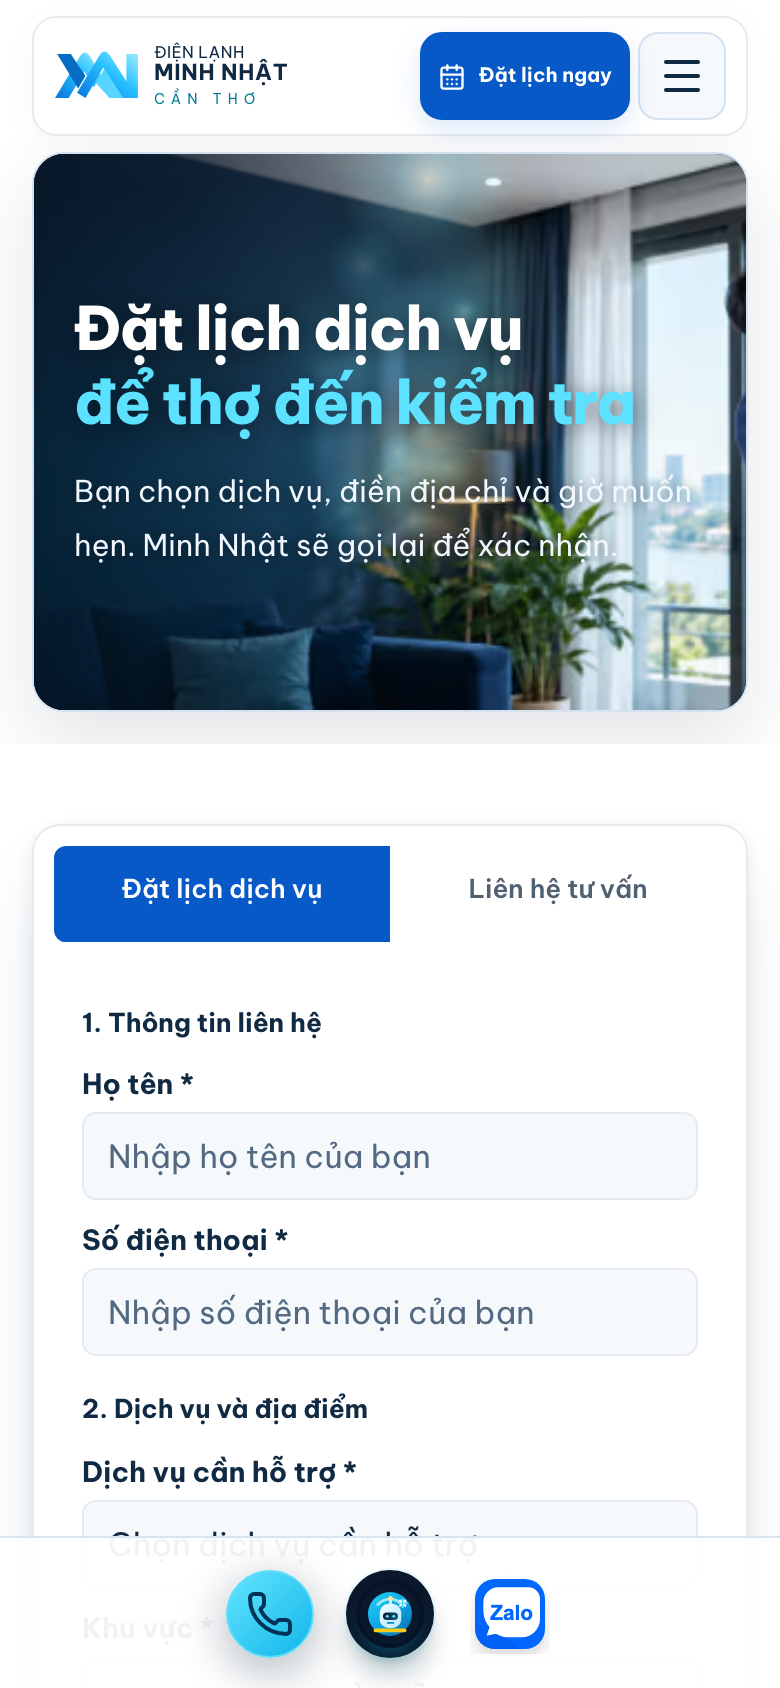 ĐIỆN LẠNH
MINH NHẬT
CẦN THƠ
Đặt lịch ngay
Đặt lịch dịch vụ
để thợ đến kiểm tra
Bạn chọn dịch vụ, điền địa chỉ và giờ muốn
hẹn. Minh Nhật sẽ gọi lại để xác nhận.
Đặt lịch dịch vụ
Liên hệ tư vấn
1. Thông tin liên hệ
Họ tên *
Nhập họ tên của bạn
Số điện thoại *
Nhập số điện thoại của bạn
2. Dịch vụ và địa điểm
Dịch vụ cần hỗ trợ *
Chọn dịch vụ cần hỗ trợ
Khu vực *
Zalo